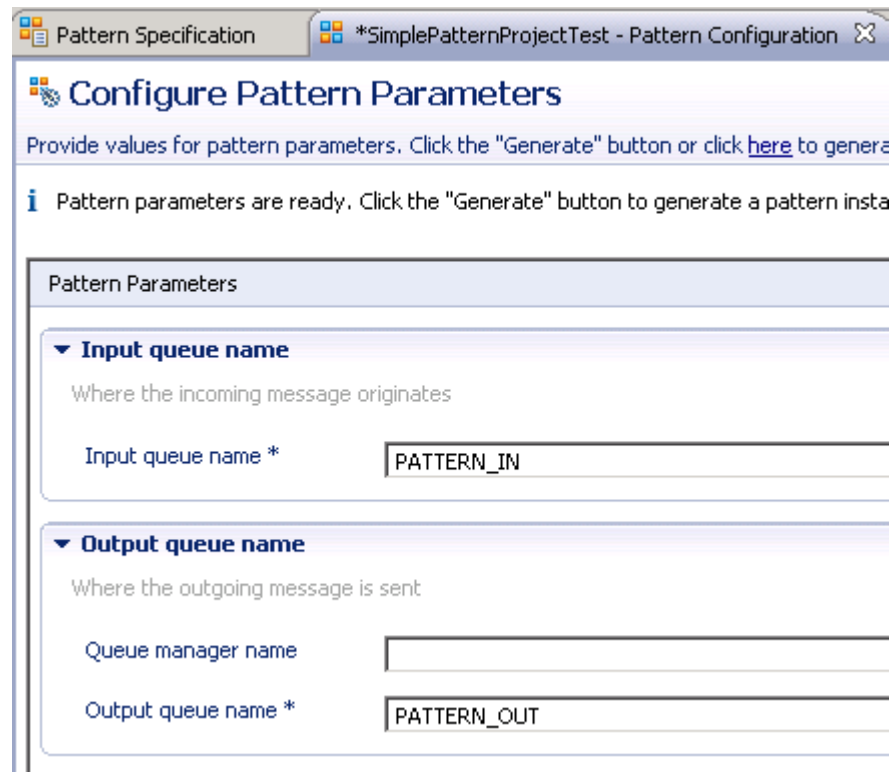 Pattern Specification
*SimplePatternProjectTest - Pattern Configuration
Configure Pattern Parameters
Provide values for pattern parameters. Click the "Generate" button or click here to genera
i Pattern parameters are ready. Click the "Generate" button to generate a pattern insta
Pattern Parameters
Input queue name
Where the incoming message originates
Input queue name * PATTERN_IN
Output queue name
Where the outgoing message is sent
Queue manager name
Output queue name * PATTERN_OUT